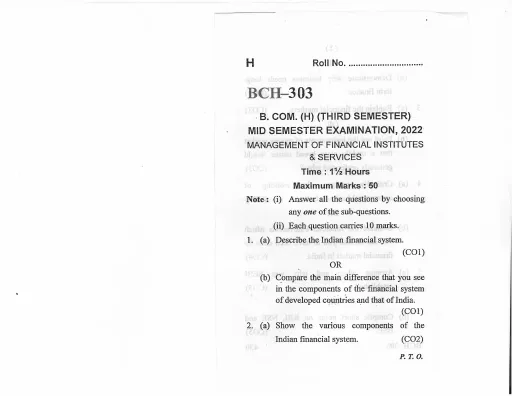 H Roll No. ..............................
BCH–303
B. COM. (H) (THIRD SEMESTER)
MID SEMESTER EXAMINATION, 2022
MANAGEMENT OF FINANCIAL INSTITUTES
& SERVICES
Time : 1½ Hours
Maximum Marks : 50
Note : (i) Answer all the questions by choosing
any one of the sub-questions.
(ii) Each question carries 10 marks.
1. (a) Describe the Indian financial system.
(CO1)
OR
(b) Compare the main difference that you see
in the components of the financial system
of developed countries and that of India.
(CO1)
2. (a) Show the various components of the
Indian financial system. (CO2)
P. T. O.